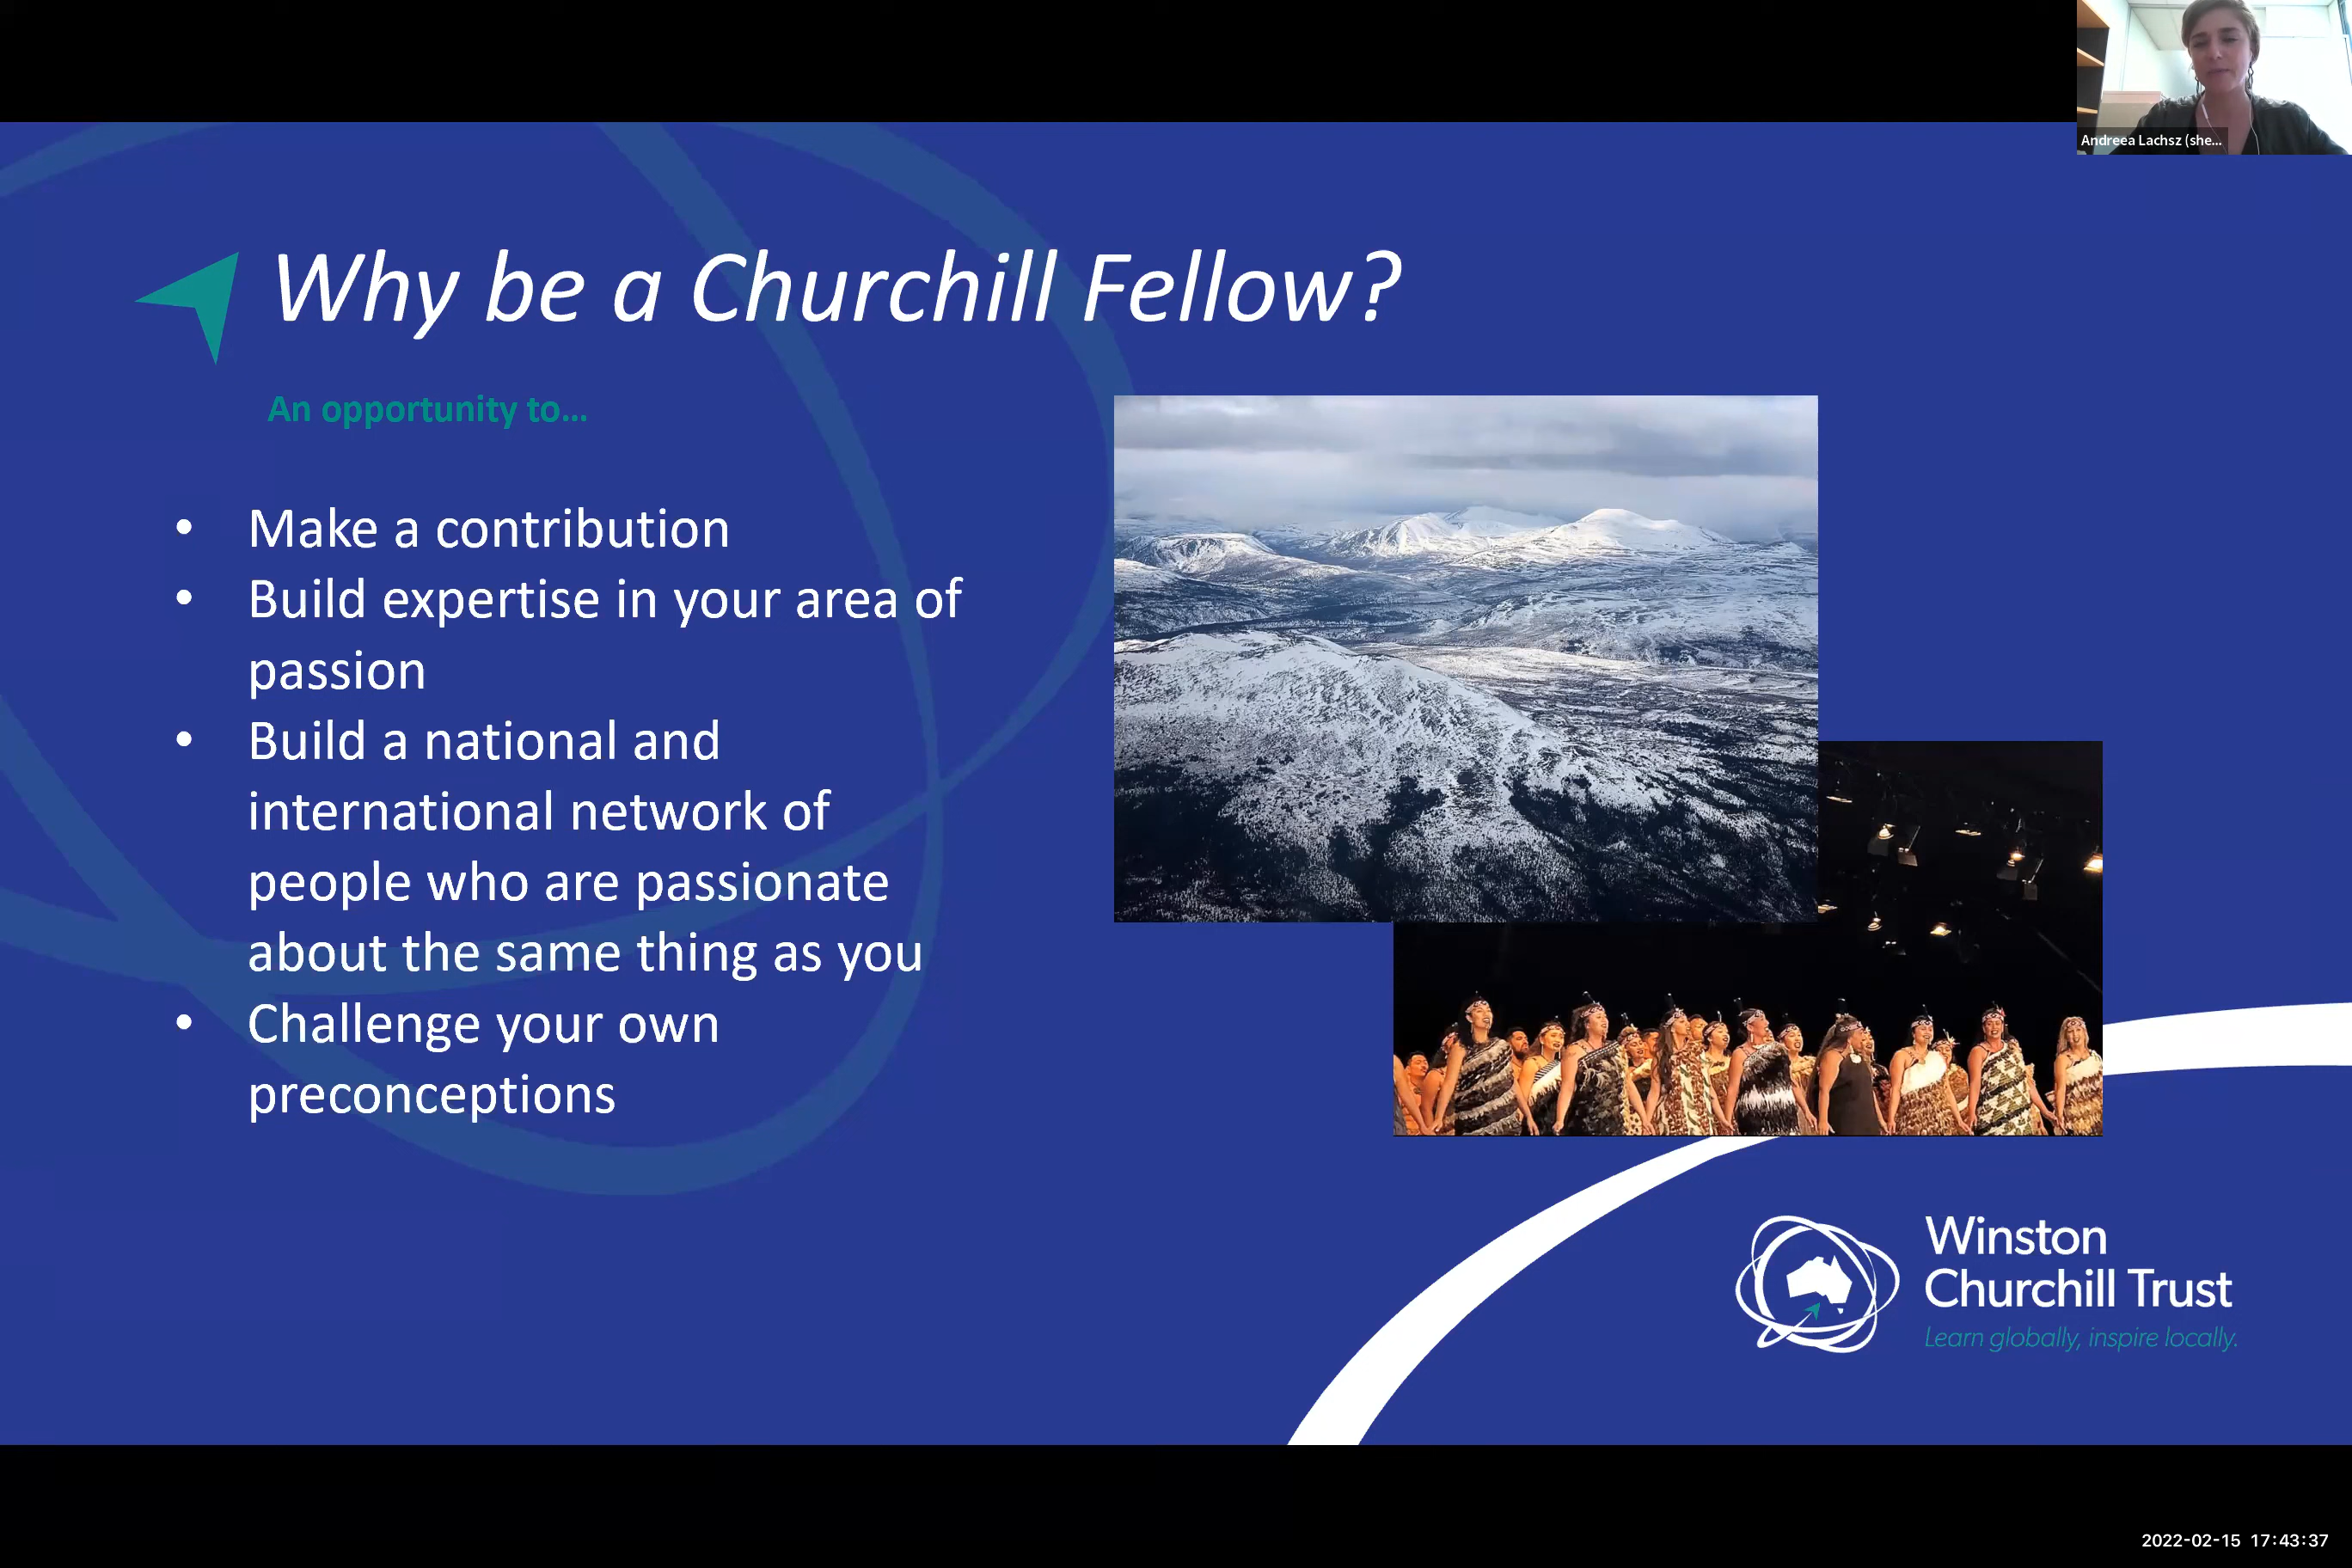 Andreea Lachsz (she...
Why be a Churchill Fellow?
An opportunity to...
• Make a contribution
• Build expertise in your area of
passion
• Build a national and
international network of
people who are passionate
about the same thing as you
• Challenge your own
preconceptions
Winston
Churchill Trust
Learn globally, inspire locally.
2022-02-15 17:43:37